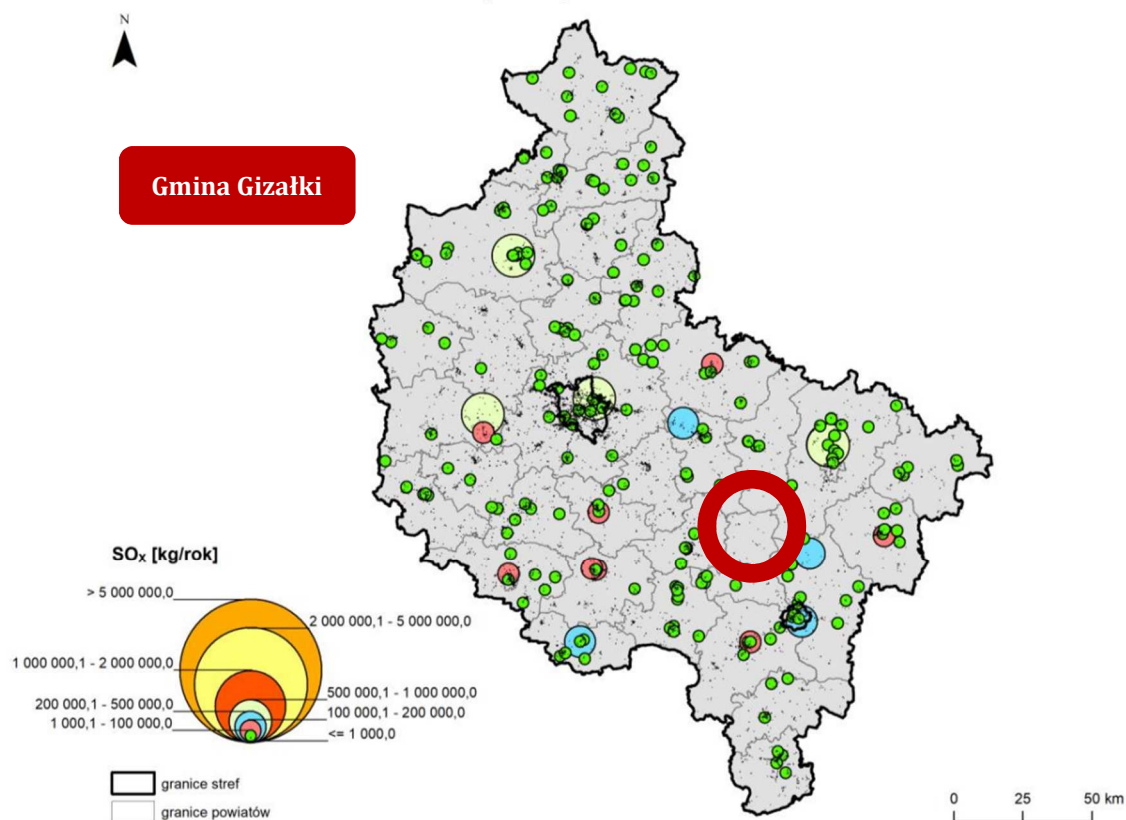 N
Gmina Gizałki
SOₓ [kg/rok]
> 5 000 000,0
2 000 000,1 - 5 000 000,0
1 000 000,1 - 2 000 000,0
500 000,1 - 1 000 000,0
200 000,1 - 500 000,0
100 000,1 - 200 000,0
1 000,1 - 100 000,0
<= 1 000,0
granice stref
granice powiatów
0 25 50 km